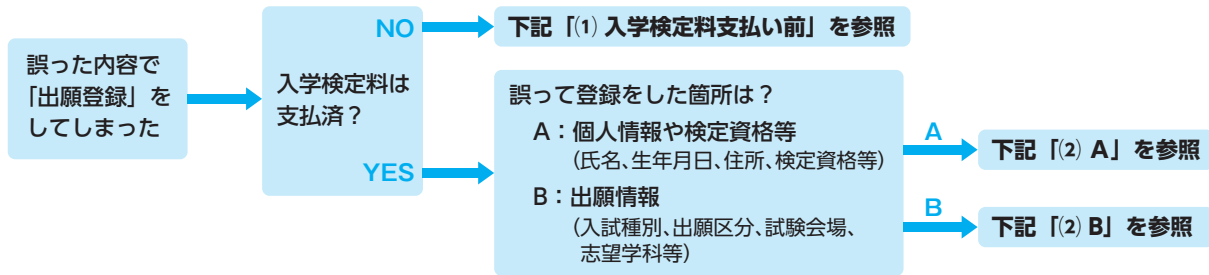 誤った内容で
「出願登録」を
してしまった
NO
入学検定料は
支払済？
YES
下記「⑴ 入学検定料支払い前」を参照
誤って登録をした箇所は？
A：個人情報や検定資格等
（氏名、生年月日、住所、検定資格等）
B：出願情報
（入試種別、出願区分、試験会場、
志望学科等）
A
下記「⑵ A」を参照
B
下記「⑵ B」を参照